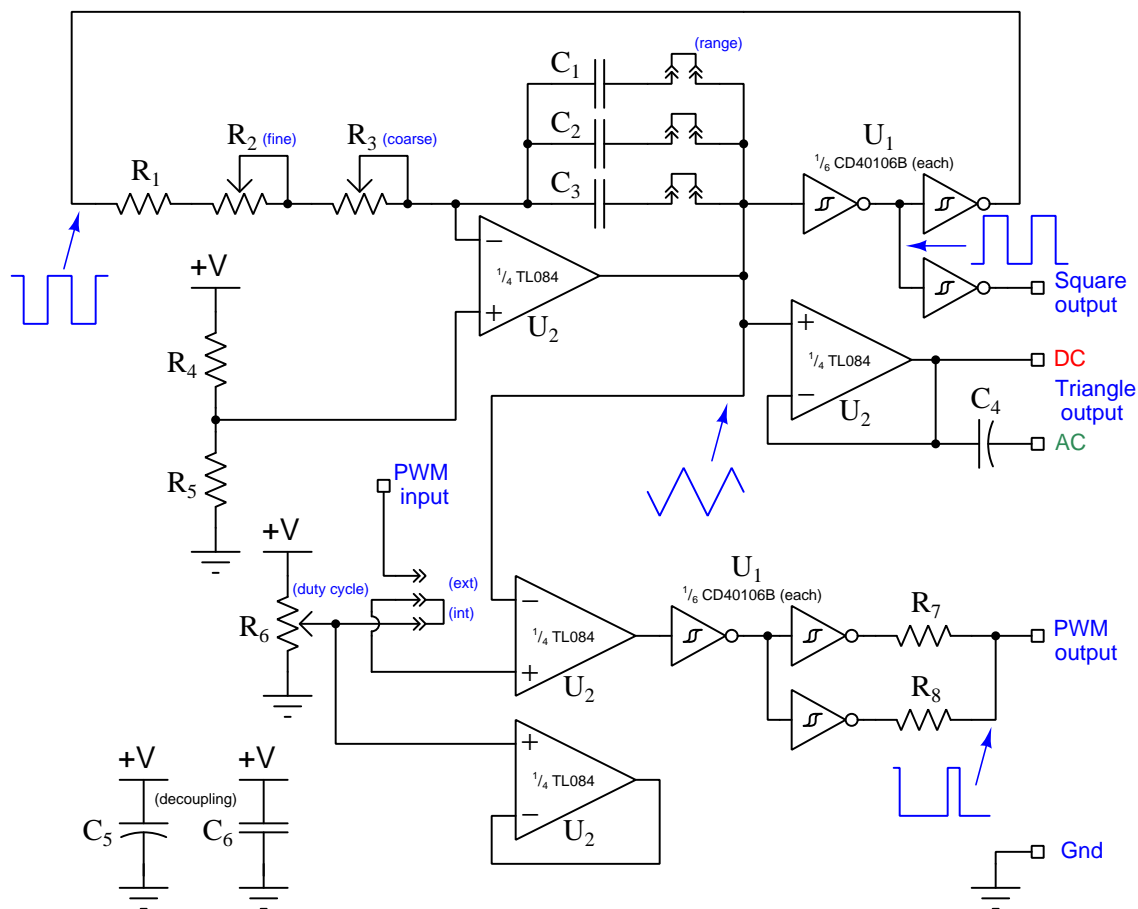 (range)
C1
C2
C3
R1
R2 (fine)
R3 (coarse)
U1
1/6 CD40106B (each)
− 
1/4 TL084
+
U2
+V
R4
R5
Square
output
+
1/4 TL084
−
U2
DC
Triangle
output
C4
AC
PWM
input
+V
(duty cycle)
R6
(ext)
(int)
−
1/4 TL084
+
U2
U1
1/6 CD40106B (each)
R7
R8
PWM
output
+
1/4 TL084
−
U2
+V
+V
(decoupling)
C5
C6
Gnd